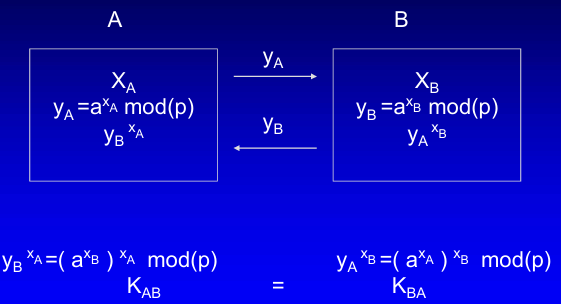 A B
X_A
y_A =a^x_A mod(p)
y_B ^x_A
y_A
y_B
X_B
y_B =a^x_B mod(p)
y_A ^x_B
y_B ^x_A =( a^x_B ) ^x_A mod(p)
y_A ^x_B =( a^x_A ) ^x_B mod(p)
K_AB = K_BA